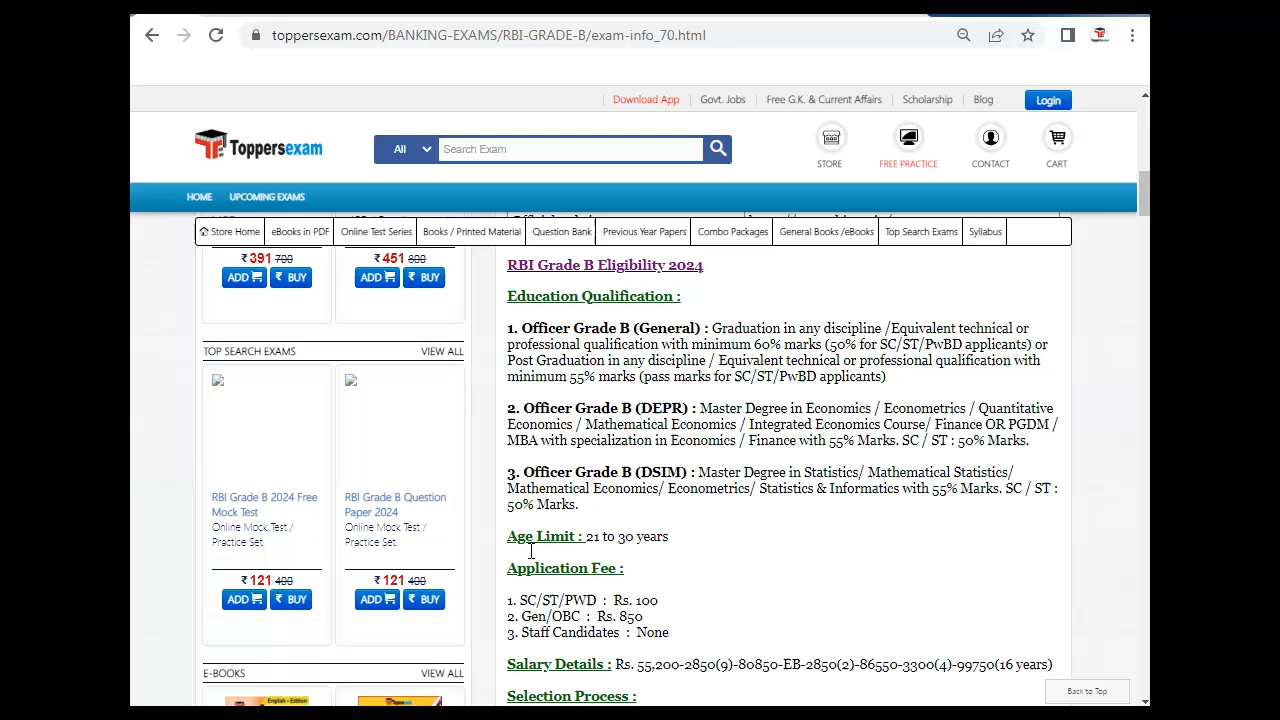 toppersexam.com/BANKING-EXAMS/RBI-GRADE-B/exam-info_70.html
Download App Govt. Jobs Free G.K. & Current Affairs Scholarship Blog Login
Toppersexam All Search Exam STORE FREE PRACTICE CONTACT CART
HOME UPCOMING EXAMS
Store Home eBooks in PDF Online Test Series Books / Printed Material Question Bank Previous Year Papers Combo Packages General Books /eBooks Top Search Exams Syllabus
₹ 391 700 ₹ 451 800
ADD ₹ BUY ADD ₹ BUY
TOP SEARCH EXAMS VIEW ALL
RBI Grade B 2024 Free
Mock Test
Online Mock Test /
Practice Set.
RBI Grade B Question
Paper 2024
Online Mock Test /
Practice Set.
₹ 121 400 ₹ 121 400
ADD ₹ BUY ADD ₹ BUY
E-BOOKS VIEW ALL
English - Edition
RBI Grade B Eligibility 2024
Education Qualification :
1. Officer Grade B (General) : Graduation in any discipline /Equivalent technical or
professional qualification with minimum 60% marks (50% for SC/ST/PwBD applicants) or
Post Graduation in any discipline / Equivalent technical or professional qualification with
minimum 55% marks (pass marks for SC/ST/PwBD applicants)
2. Officer Grade B (DEPR) : Master Degree in Economics / Econometrics / Quantitative
Economics / Mathematical Economics / Integrated Economics Course/ Finance OR PGDM /
MBA with specialization in Economics / Finance with 55% Marks. SC / ST : 50% Marks.
3. Officer Grade B (DSIM) : Master Degree in Statistics/ Mathematical Statistics/
Mathematical Economics/ Econometrics/ Statistics & Informatics with 55% Marks. SC / ST :
50% Marks.
Age Limit : 21 to 30 years
Application Fee :
1. SC/ST/PWD : Rs. 100
2. Gen/OBC : Rs. 850
3. Staff Candidates : None
Salary Details : Rs. 55,200-2850(9)-80850-EB-2850(2)-86550-3300(4)-99750(16 years)
Selection Process :
Back to Top